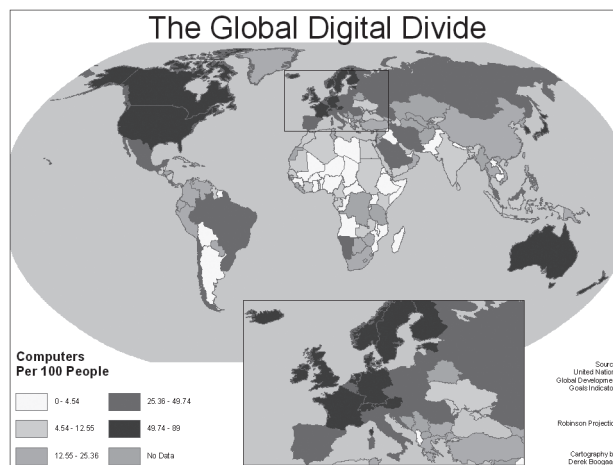 The Global Digital Divide
Computers
Per 100 People
0 - 4.54
4.54 - 12.55
12.55 - 25.36
25.36 - 49.74
49.74 - 89
No Data
Sourc
United Nation
Global Developme
Goals Indicato
Robinson Projectio
Cartography b
Derek Boogaa